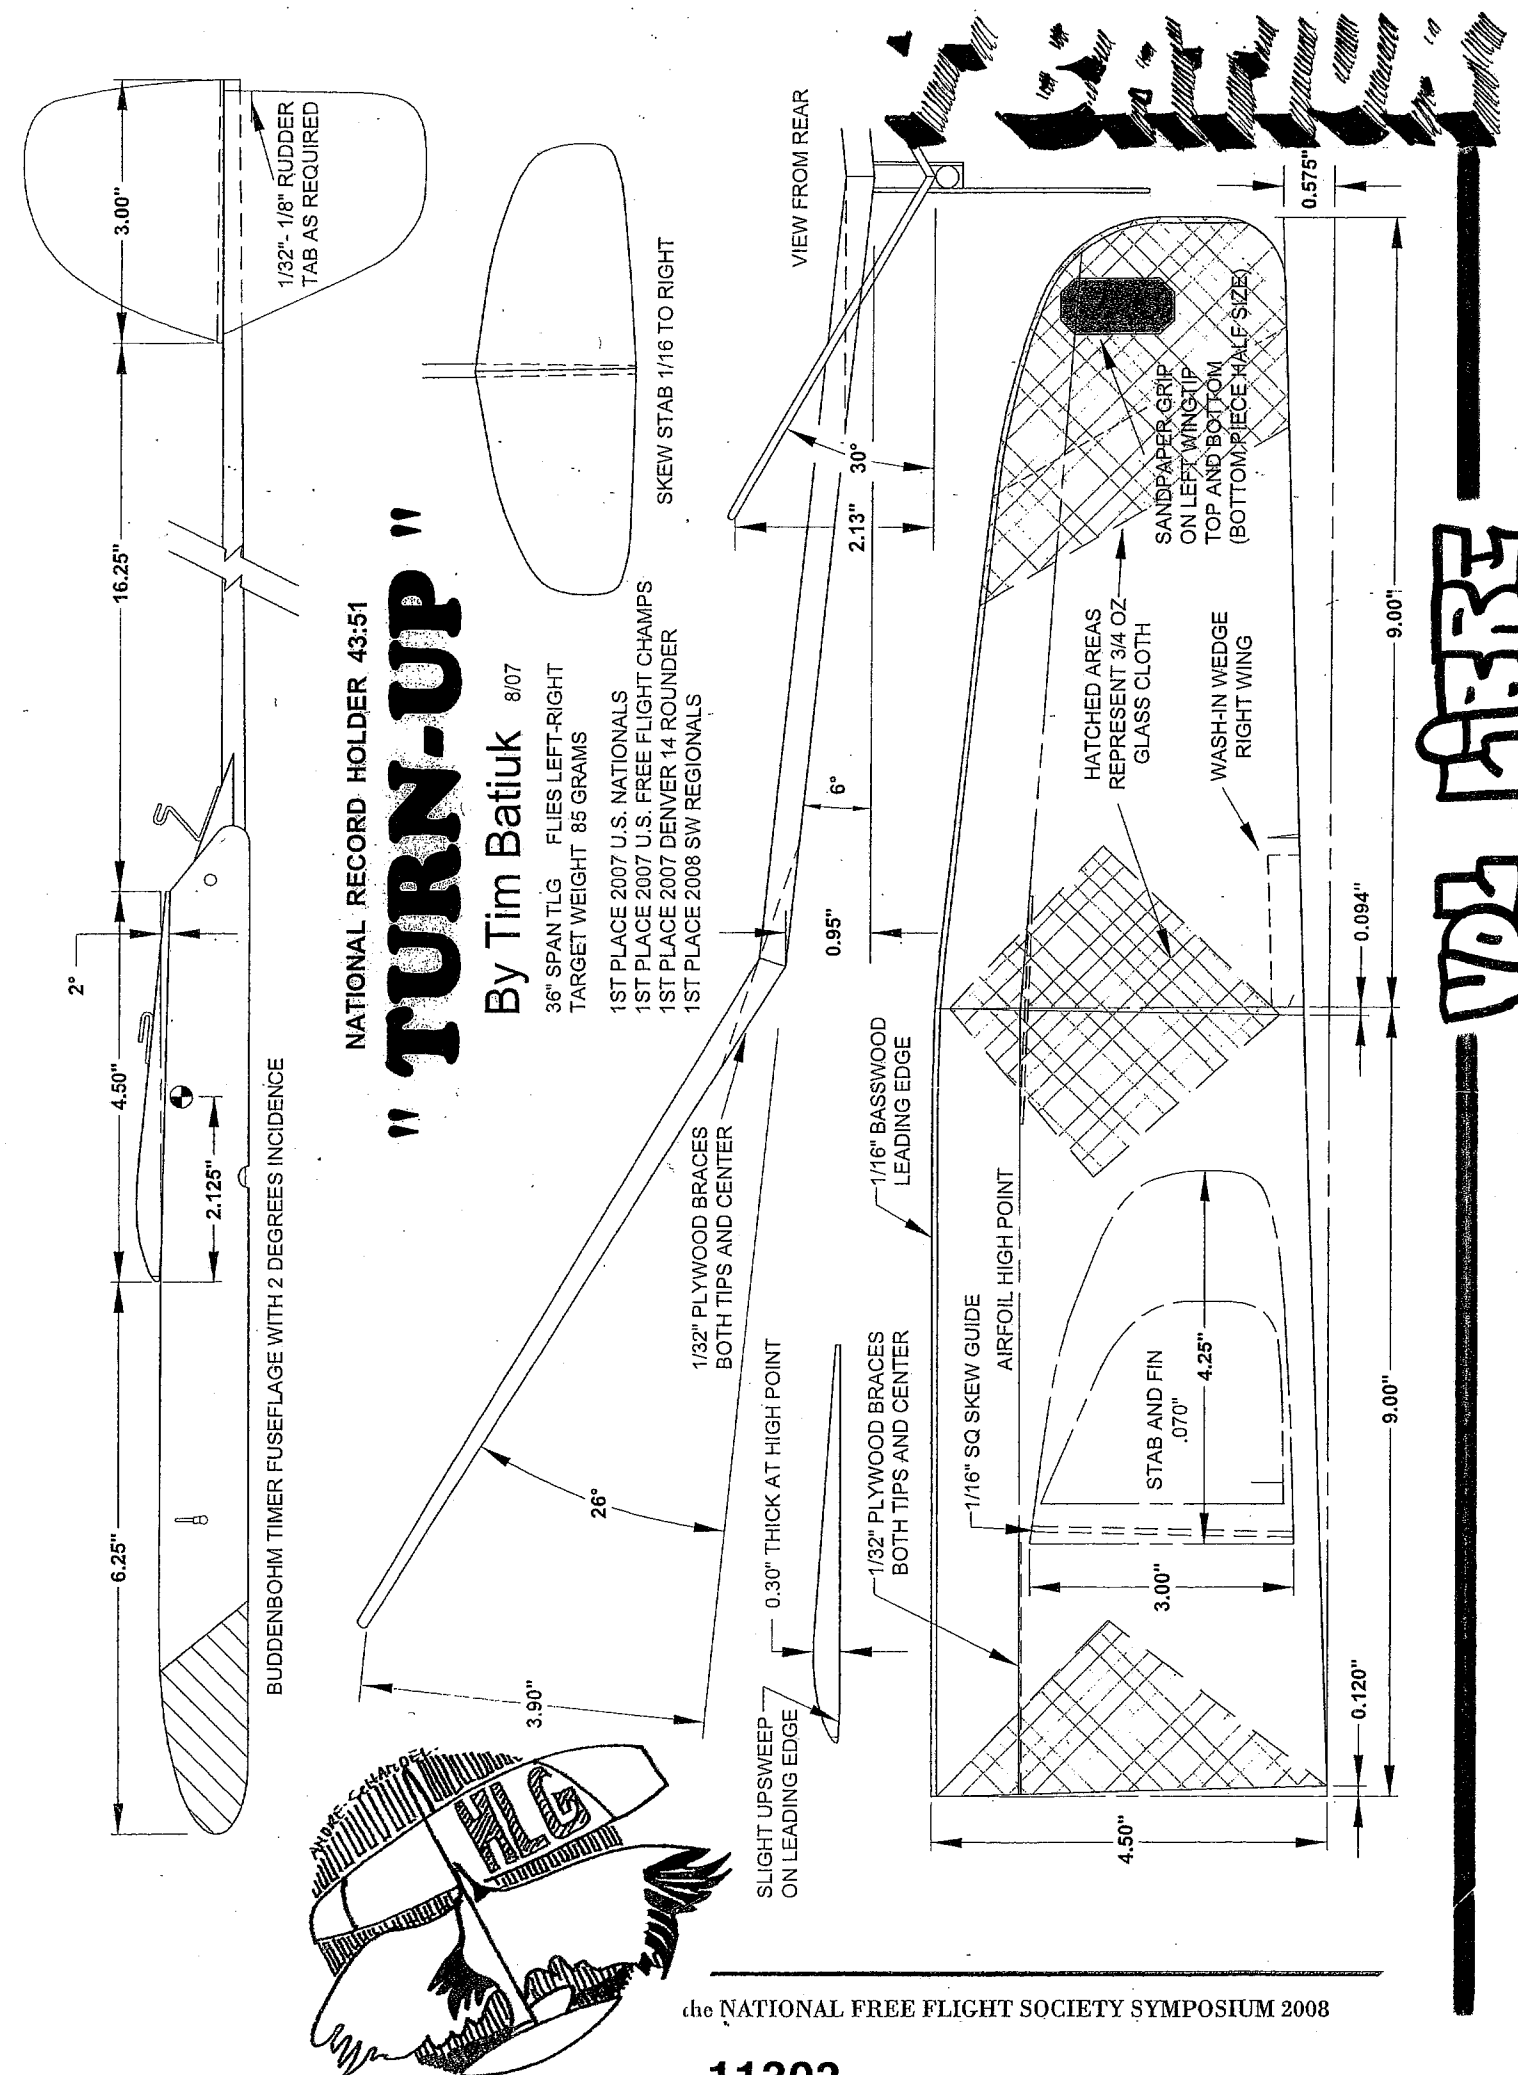 3.00"
16.25"
4.50"
6.25"
2°
2.125"
1/32"- 1/8" RUDDER
TAB AS REQUIRED
BUDDENBOHM TIMER FUSEFLAGE WITH 2 DEGREES INCIDENCE
NATIONAL RECORD HOLDER 43:51
" TURN-UP "
By Tim Batiuk 8/07
36" SPAN TLG FLIES LEFT-RIGHT
TARGET WEIGHT 85 GRAMS
1ST PLACE 2007 U.S. NATIONALS
1ST PLACE 2007 U.S. FREE FLIGHT CHAMPS
1ST PLACE 2007 DENVER 14 ROUNDER
1ST PLACE 2008 SW REGIONALS
SKEW STAB 1/16 TO RIGHT
VIEW FROM REAR
30°
2.13"
6°
0.95"
26°
3.90"
1/32" PLYWOOD BRACES
BOTH TIPS AND CENTER
0.30" THICK AT HIGH POINT
SLIGHT UPSWEEP
ON LEADING EDGE
1/16" BASSWOOD
LEADING EDGE
1/32" PLYWOOD BRACES
BOTH TIPS AND CENTER
1/16" SQ SKEW GUIDE
AIRFOIL HIGH POINT
STAB AND FIN
.070"
4.25"
3.00"
HATCHED AREAS
REPRESENT 3/4 OZ
GLASS CLOTH
SANDPAPER GRIP
ON LEFT WINGTIP
TOP AND BOTTOM
(BOTTOM PIECE HALF SIZE)
WASH-IN WEDGE
RIGHT WING
0.575"
9.00"
0.094"
9.00"
0.120"
4.50"
HLG
VOL LIBRE
the NATIONAL FREE FLIGHT SOCIETY SYMPOSIUM 2008